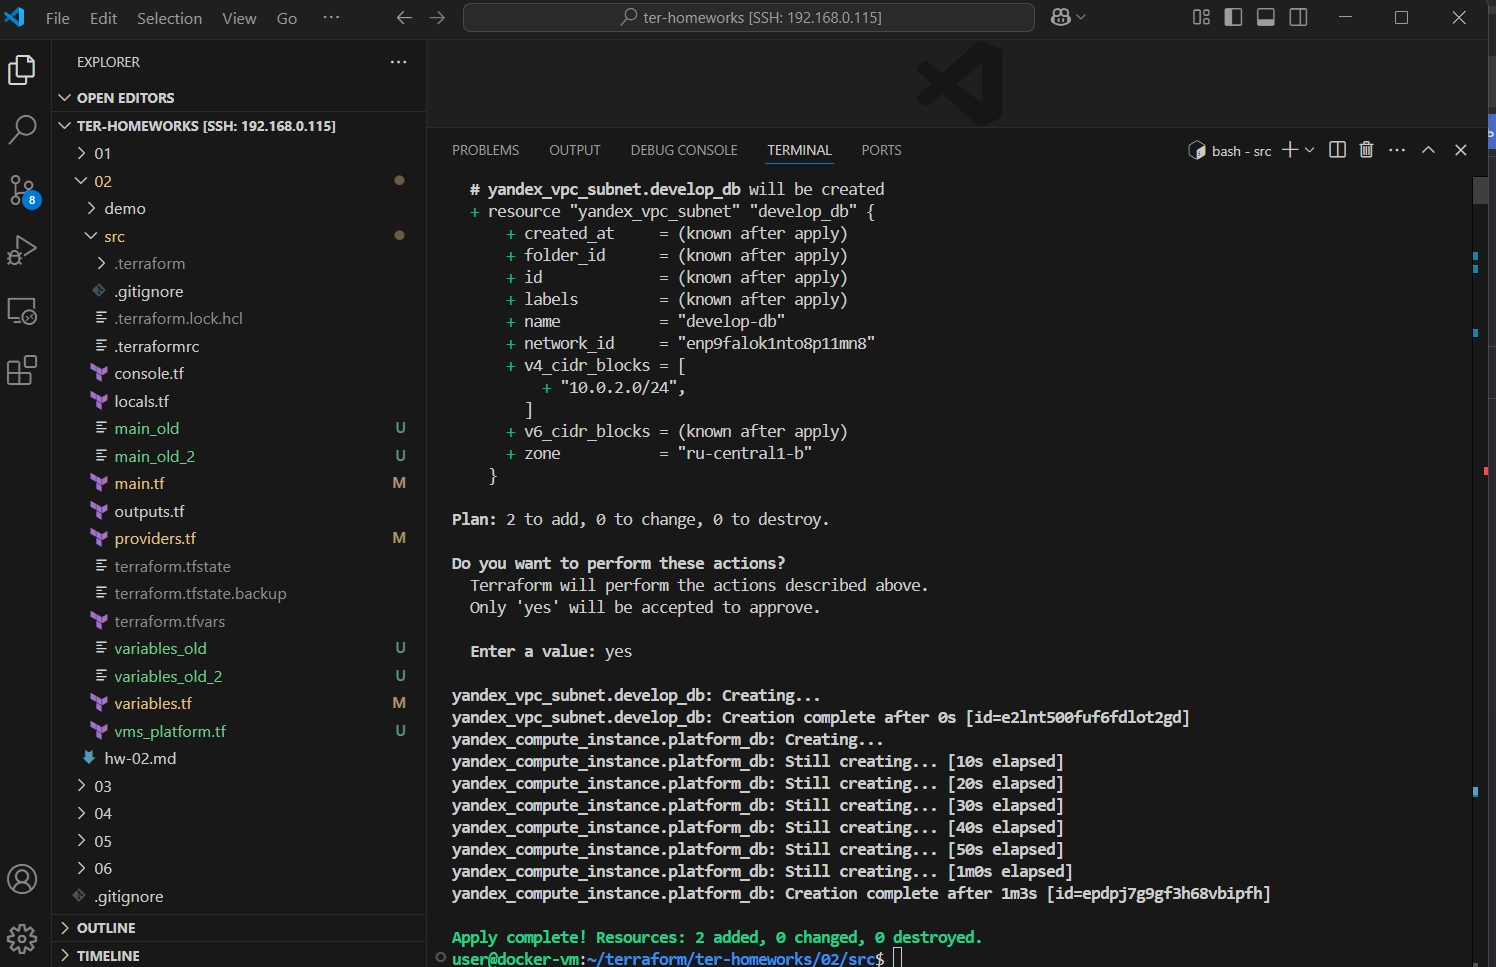 File Edit Selection View Go ··· ter-homeworks [SSH: 192.168.0.115]
EXPLORER ···
OPEN EDITORS
TER-HOMEWORKS [SSH: 192.168.0.115]
01
02
demo
src
.terraform
.gitignore
.terraform.lock.hcl
.terraformrc
console.tf
locals.tf
main_old U
main_old_2 U
main.tf M
outputs.tf
providers.tf M
terraform.tfstate
terraform.tfstate.backup
terraform.tfvars
variables_old U
variables_old_2 U
variables.tf M
vms_platform.tf U
hw-02.md
03
04
05
06
.gitignore
OUTLINE
TIMELINE
8
PROBLEMS OUTPUT DEBUG CONSOLE TERMINAL PORTS bash - src ···
# yandex_vpc_subnet.develop_db will be created
+ resource "yandex_vpc_subnet" "develop_db" {
+ created_at = (known after apply)
+ folder_id = (known after apply)
+ id = (known after apply)
+ labels = (known after apply)
+ name = "develop-db"
+ network_id = "enp9falok1nto8p11mn8"
+ v4_cidr_blocks = [
+ "10.0.2.0/24",
]
+ v6_cidr_blocks = (known after apply)
+ zone = "ru-central1-b"
}
Plan: 2 to add, 0 to change, 0 to destroy.
Do you want to perform these actions?
Terraform will perform the actions described above.
Only 'yes' will be accepted to approve.
Enter a value: yes
yandex_vpc_subnet.develop_db: Creating...
yandex_vpc_subnet.develop_db: Creation complete after 0s [id=e2lnt500fuf6fdlot2gd]
yandex_compute_instance.platform_db: Creating...
yandex_compute_instance.platform_db: Still creating... [10s elapsed]
yandex_compute_instance.platform_db: Still creating... [20s elapsed]
yandex_compute_instance.platform_db: Still creating... [30s elapsed]
yandex_compute_instance.platform_db: Still creating... [40s elapsed]
yandex_compute_instance.platform_db: Still creating... [50s elapsed]
yandex_compute_instance.platform_db: Still creating... [1m0s elapsed]
yandex_compute_instance.platform_db: Creation complete after 1m3s [id=epdpj7g9gf3h68vbipfh]
Apply complete! Resources: 2 added, 0 changed, 0 destroyed.
user@docker-vm:~/terraform/ter-homeworks/02/src$